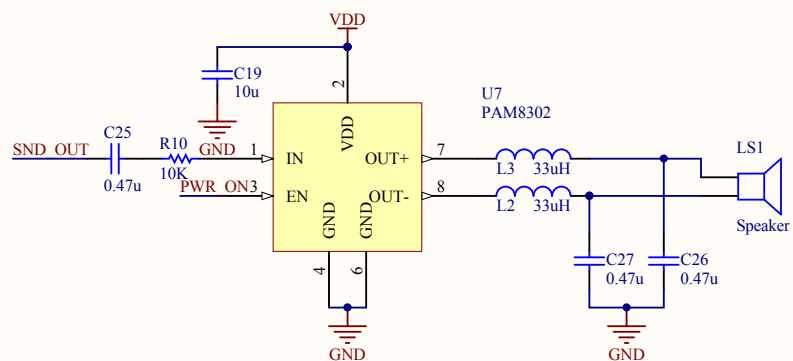 VDD
C19
10u
2
U7
PAM8302
SND_OUT
C25
0.47u
R10
10K
GND
1
IN
VDD
OUT+
7
L3
33uH
LS1
PWR_ON
3
EN
OUT-
8
L2
33uH
Speaker
GND
GND
4
6
C27
0.47u
C26
0.47u
GND
GND